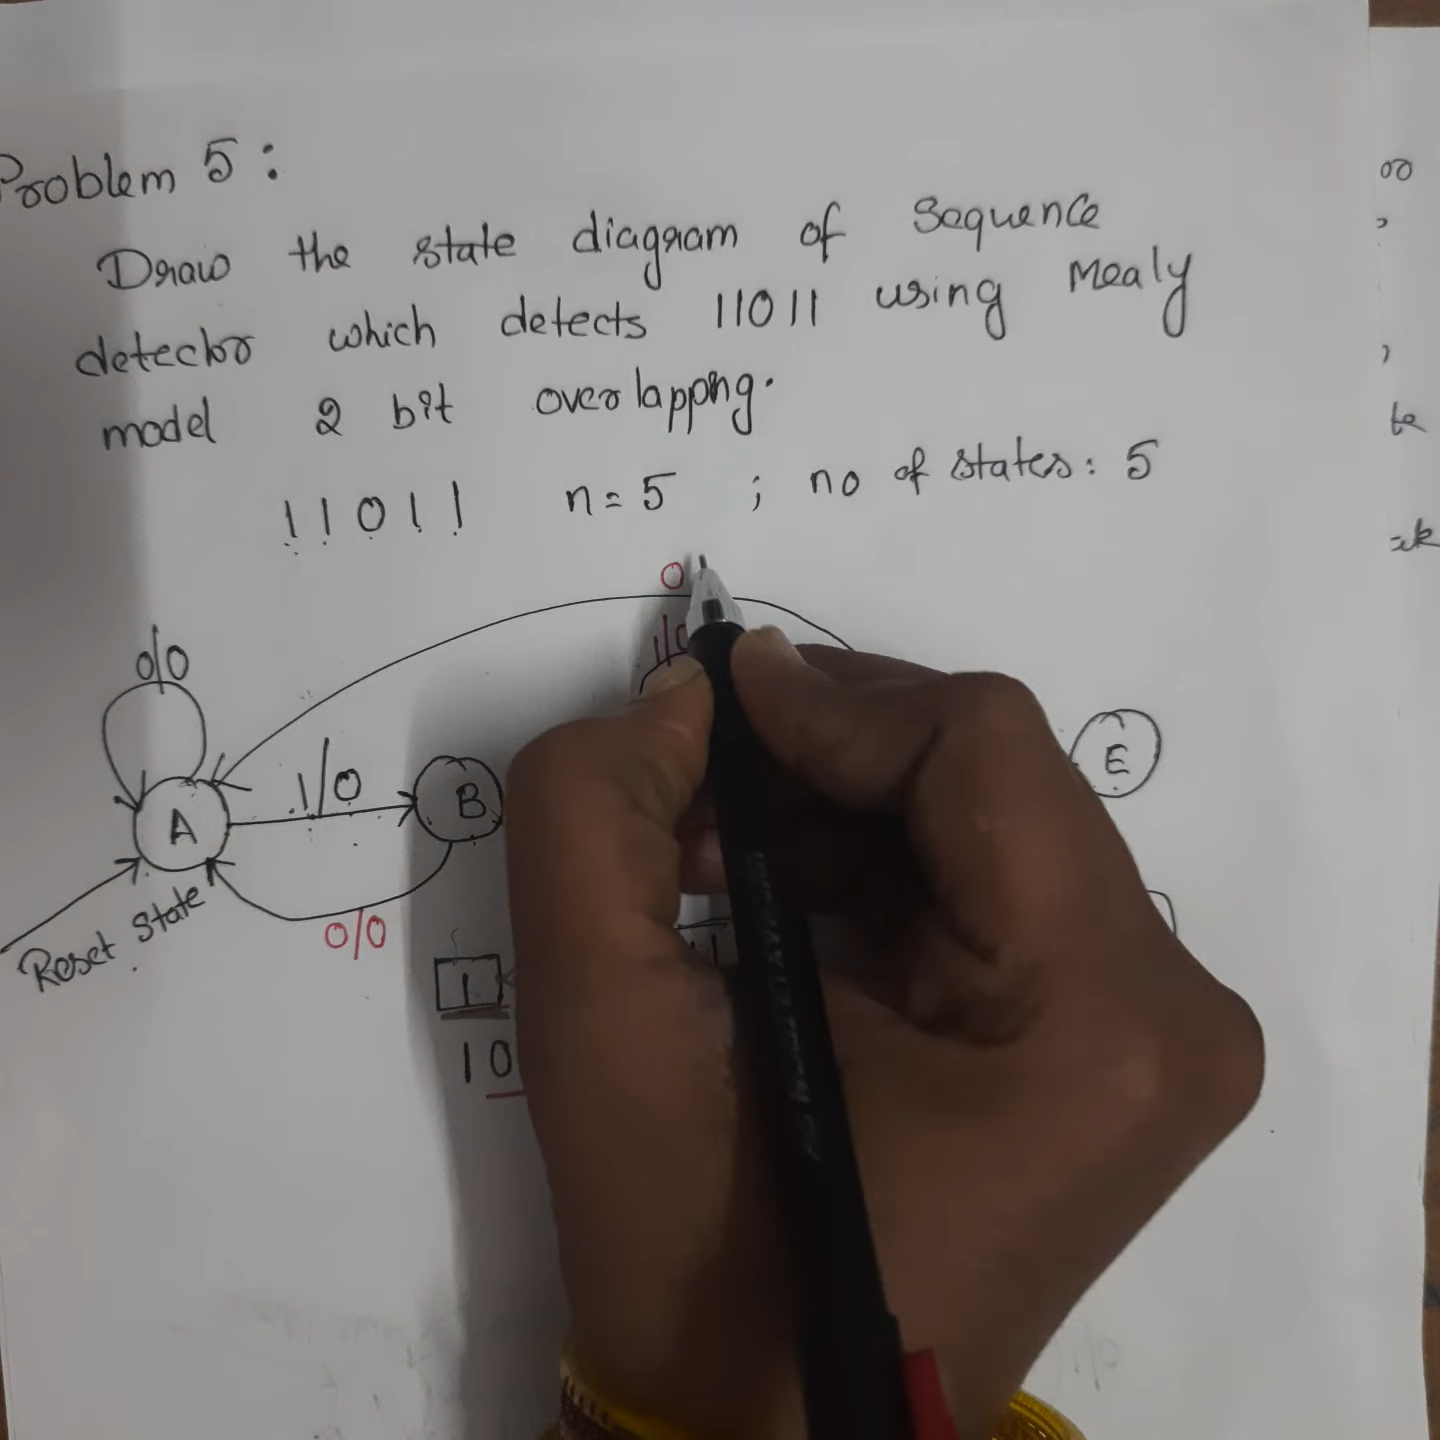 Problem 5:
Draw the state diagram of Sequence
detector which detects 11011 using Mealy
model 2 bit overlapping.
11011 n=5 ; no of states: 5
0
1/0
0/0
1/0
A
B
E
Reset State
0/0
1
10